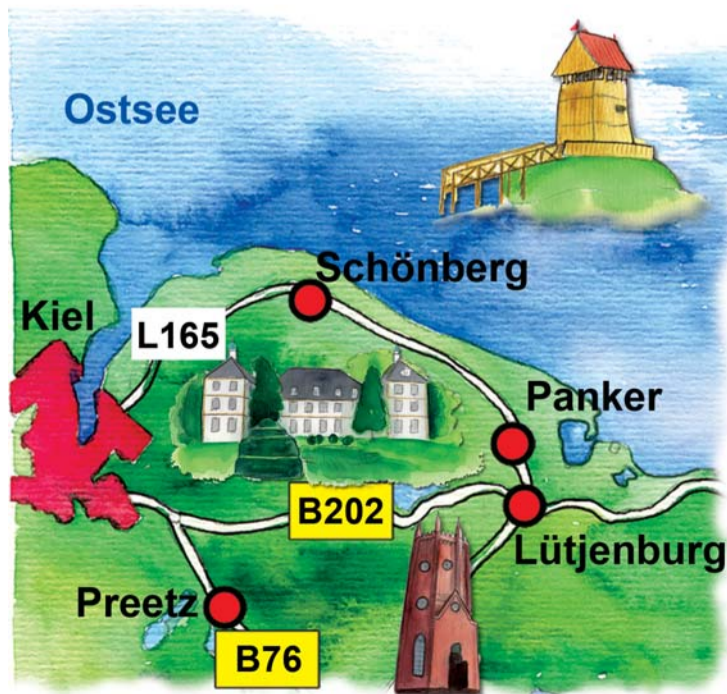 Ostsee
Schönberg
Kiel
L165
Panker
B202
Lütjenburg
Preetz
B76